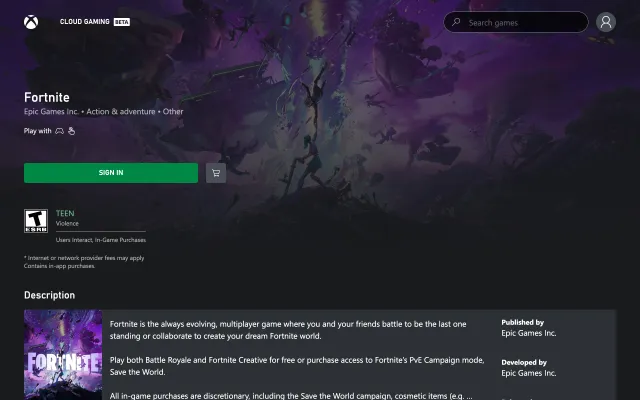 CLOUD GAMING BETA
Search games
Fortnite
Epic Games Inc. • Action & adventure • Other
Play with
SIGN IN
T
ESRB
TEEN
Violence
Users Interact, In-Game Purchases
* Internet or network provider fees may apply
Contains in-app purchases.
Description
FORTNITE
Fortnite is the always evolving, multiplayer game where you and your friends battle to be the last one
standing or collaborate to create your dream Fortnite world.
Play both Battle Royale and Fortnite Creative for free or purchase access to Fortnite's PvE Campaign mode,
Save the World.
All in-game purchases are discretionary, including the Save the World campaign, cosmetic items (e.g. ...
Published by
Epic Games Inc.
Developed by
Epic Games Inc.